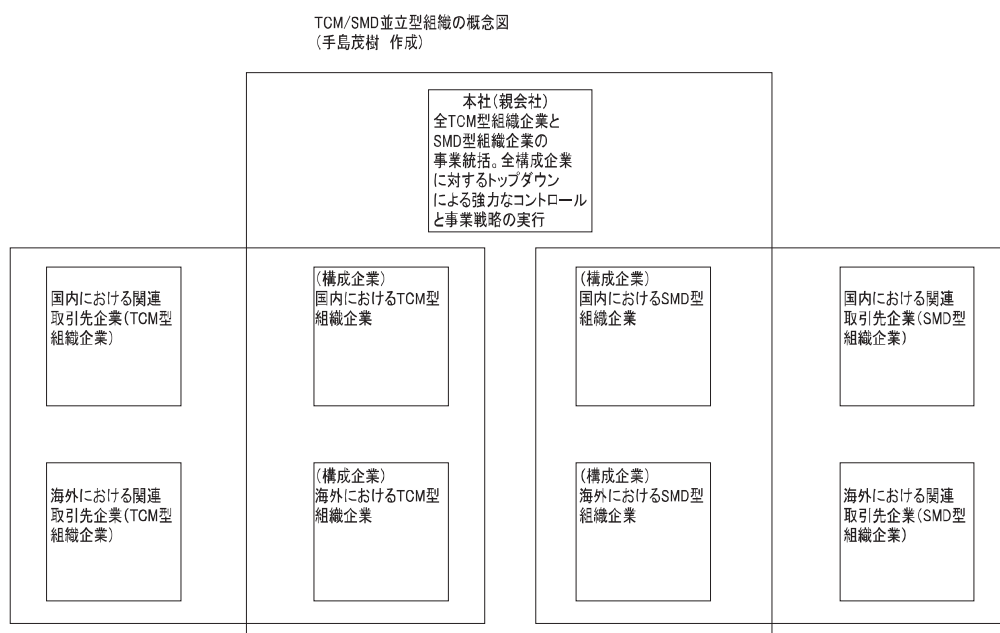 TCM/SMD並立型組織の概念図
(手島茂樹 作成)
本社(親会社)
全TCM型組織企業と
SMD型組織企業の
事業統括。全構成企業
に対するトップダウン
による強力なコントロール
と事業戦略の実行
国内における関連
取引先企業(TCM型
組織企業)
(構成企業)
国内におけるTCM型
組織企業
(構成企業)
国内におけるSMD型
組織企業
国内における関連
取引先企業(SMD型
組織企業)
海外における関連
取引先企業(TCM型
組織企業)
(構成企業)
海外におけるTCM型
組織企業
(構成企業)
海外におけるSMD型
組織企業
海外における関連
取引先企業(SMD型
組織企業)